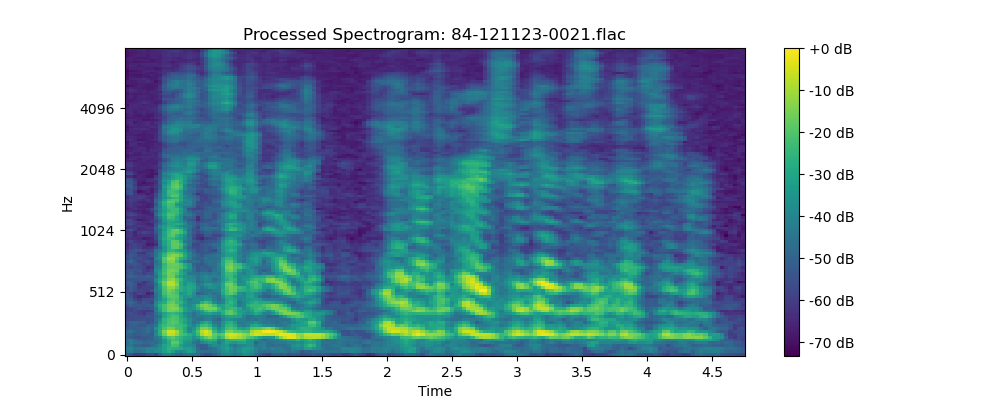 Processed Spectrogram: 84-121123-0021.flac
Hz
4096
2048
1024
512
0
0 0.5 1 1.5 2 2.5 3 3.5 4 4.5
Time
+0 dB
-10 dB
-20 dB
-30 dB
-40 dB
-50 dB
-60 dB
-70 dB